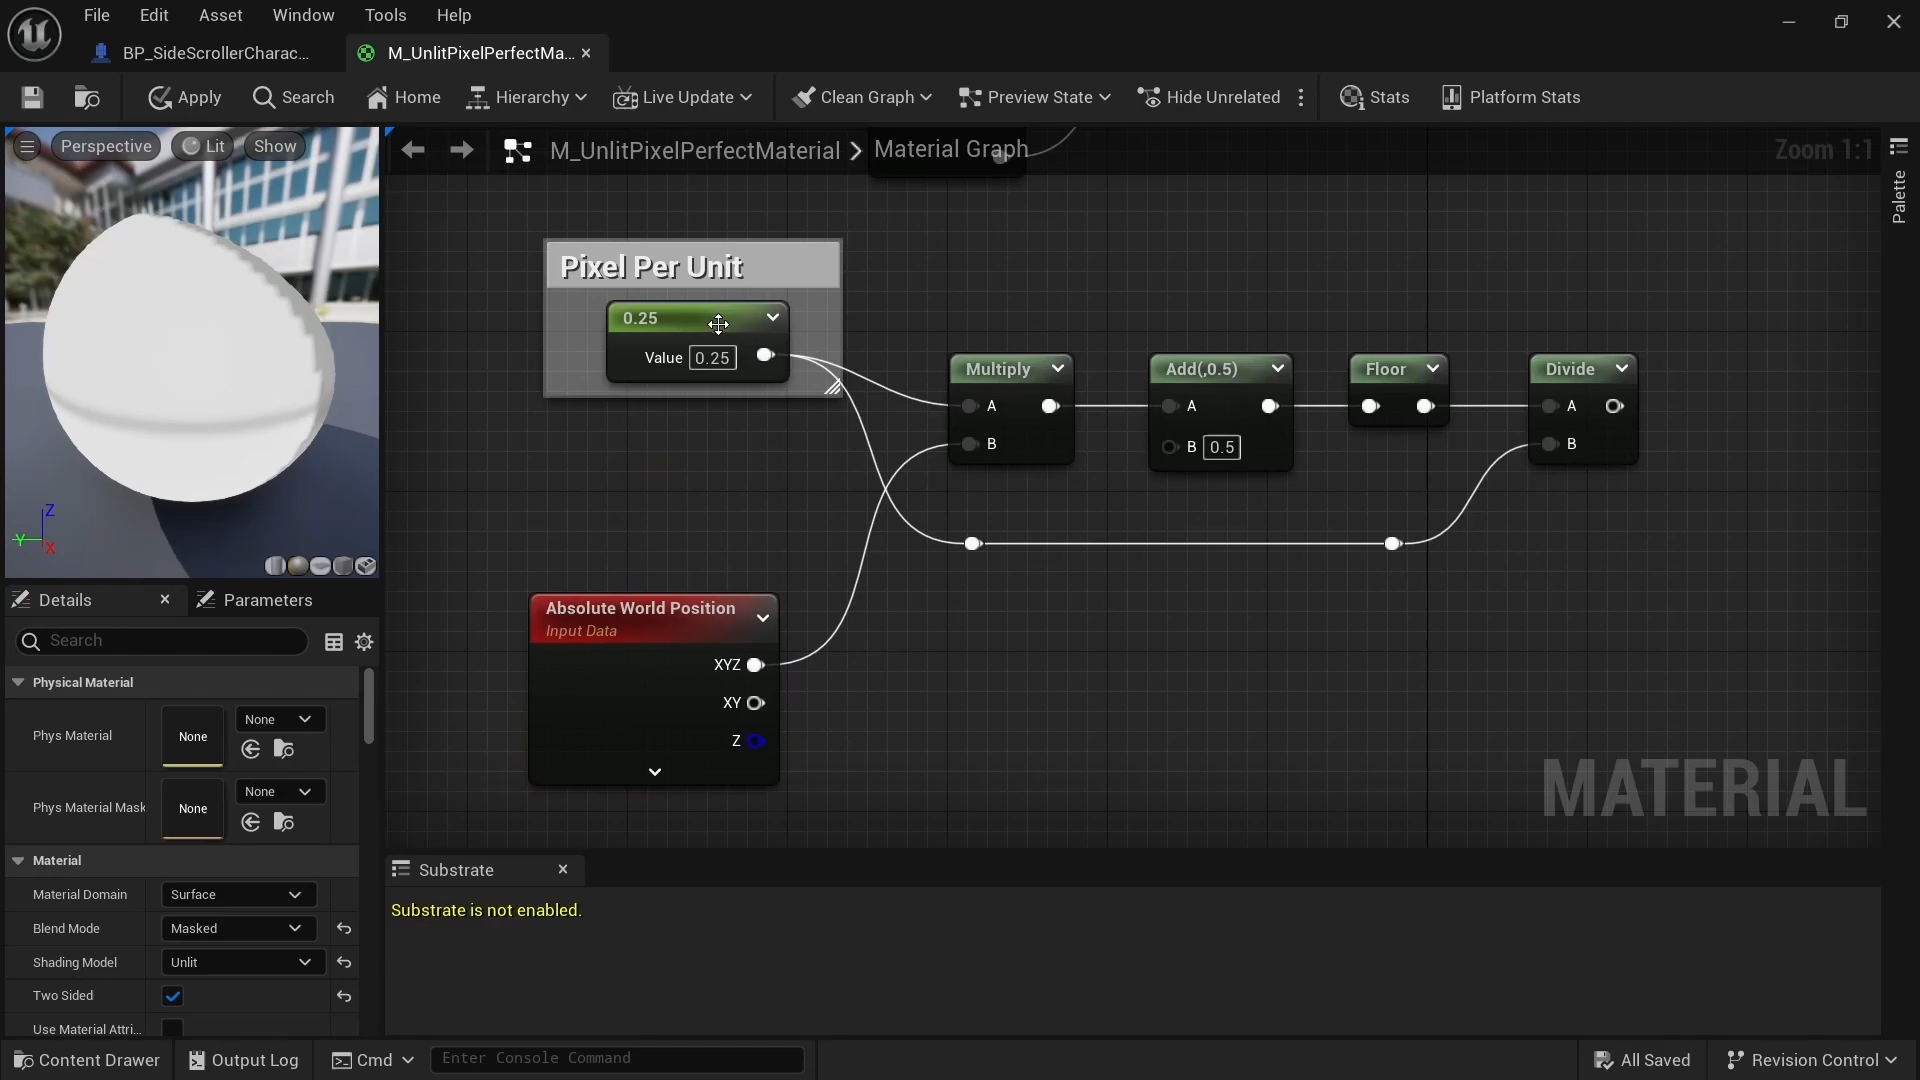 File Edit Asset Window Tools Help
BP_SideScrollerCharac...
M_UnlitPixelPerfectMa...
Apply Search Home Hierarchy Live Update Clean Graph Preview State Hide Unrelated Stats Platform Stats
Perspective Lit Show
M_UnlitPixelPerfectMaterial > Material Graph
Zoom 1:1
Palette
Pixel Per Unit
0.25
Value 0.25
Multiply
A
B
Add(,0.5)
A
B 0.5
Floor
Divide
A
B
Absolute World Position
Input Data
XYZ
XY
Z
MATERIAL
Z
Y
X
Details Parameters
Search
Physical Material
Phys Material None None
Phys Material Mask None None
Material
Material Domain Surface
Blend Mode Masked
Shading Model Unlit
Two Sided
Use Material Attri...
Substrate
Substrate is not enabled.
Content Drawer Output Log Cmd Enter Console Command All Saved Revision Control